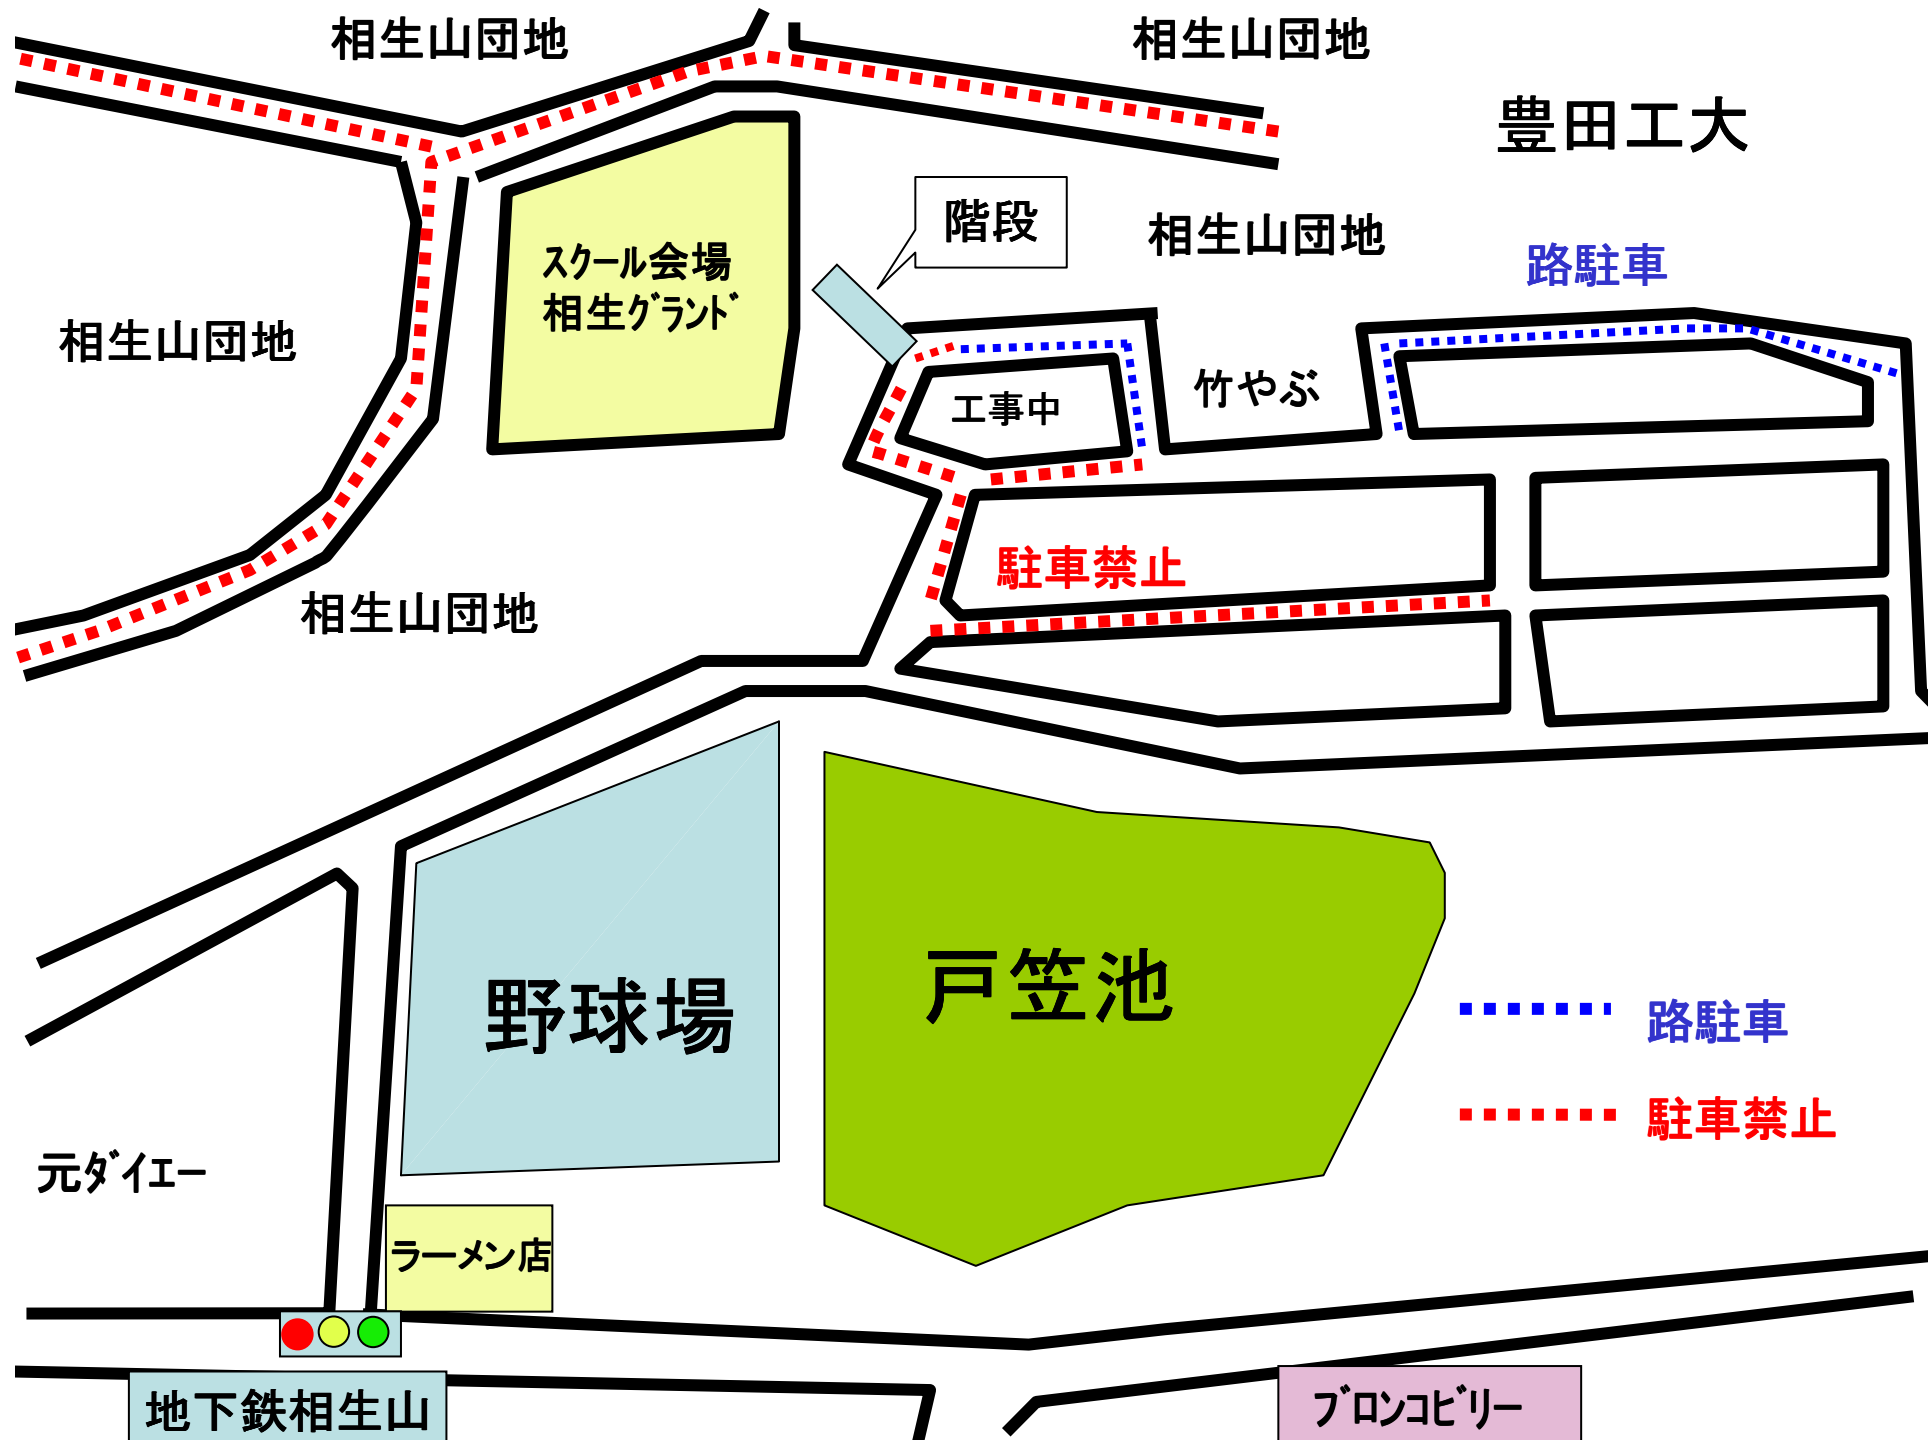 相生山団地
相生山団地
豊田工大
階段
相生山団地
路駐車
スクール会場
相生グランド
相生山団地
竹やぶ
工事中
駐車禁止
相生山団地
戸笠池
野球場
路駐車
駐車禁止
元ダイエー
ラーメン店
地下鉄相生山
ブロンコビリー